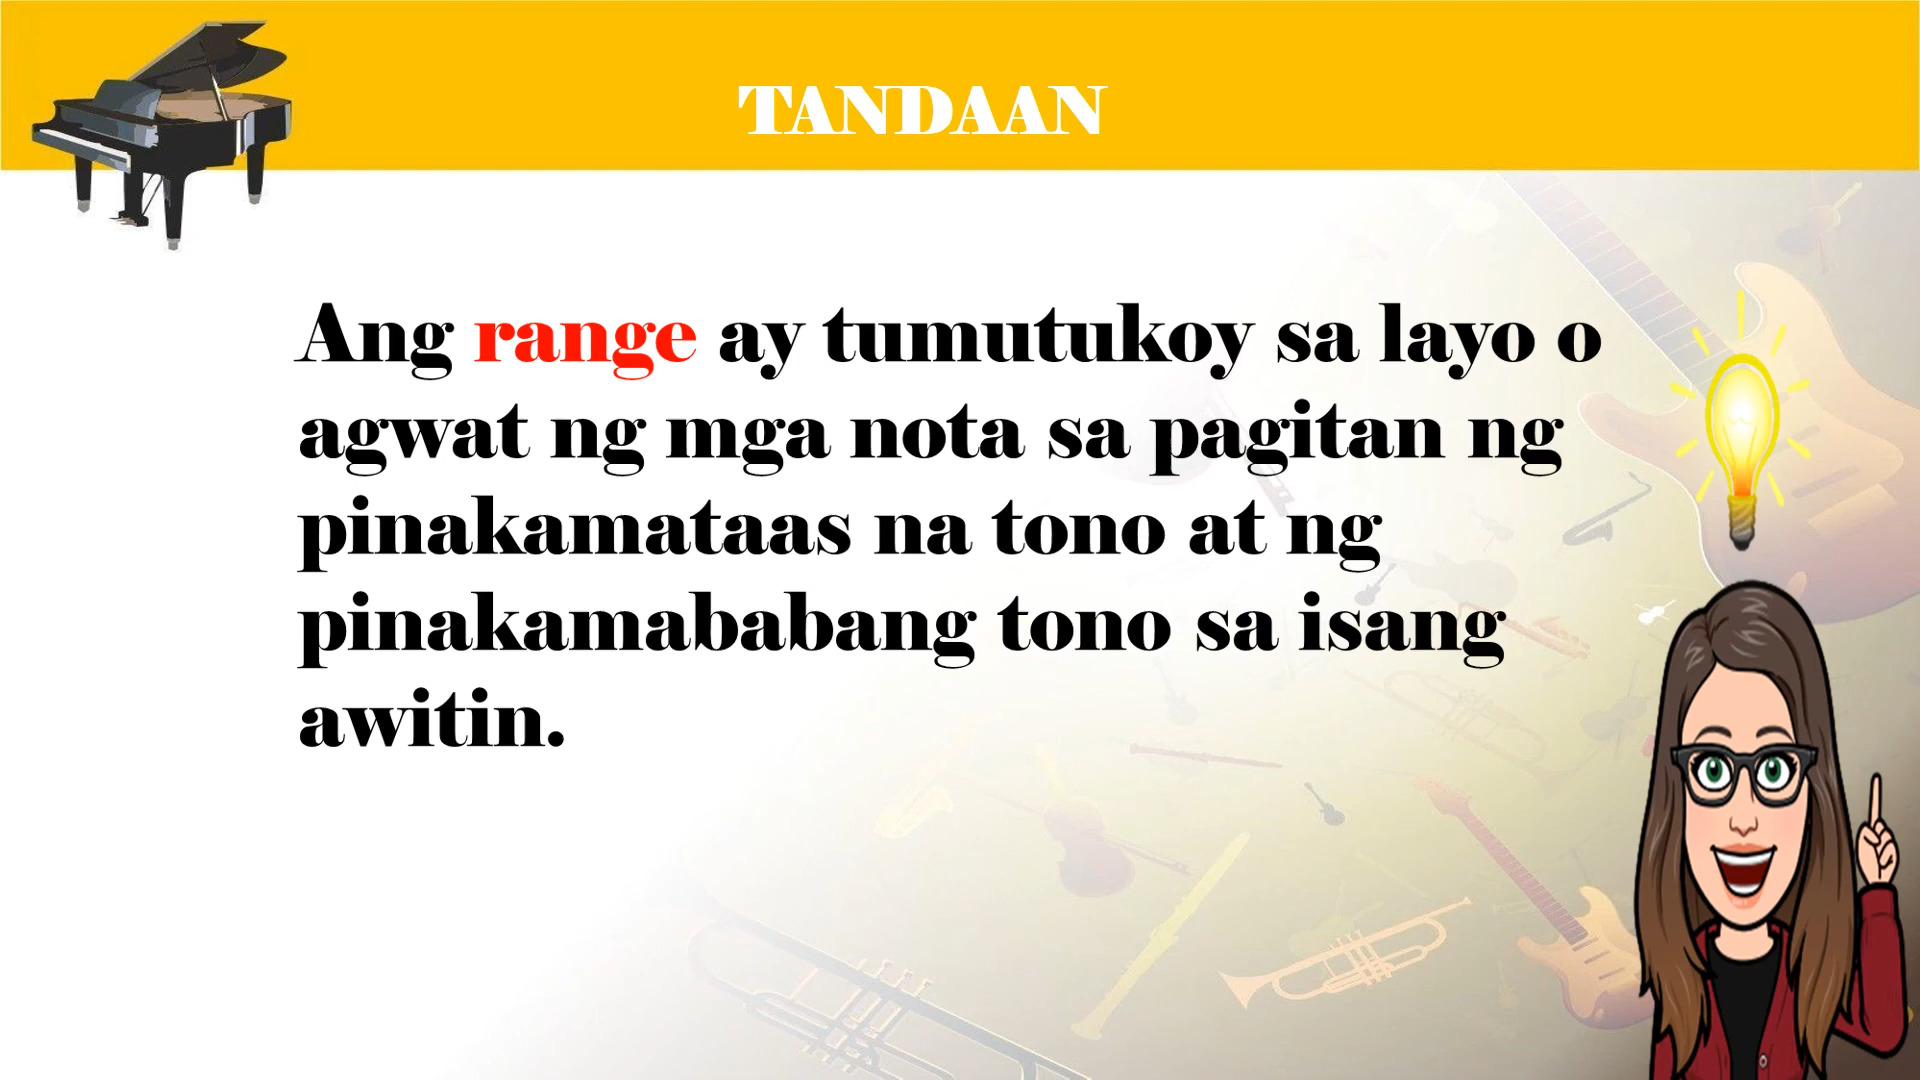 TANDAAN
Ang range ay tumutukoy sa layo o
agwat ng mga nota sa pagitan ng
pinakamataas na tono at ng
pinakamababang tono sa isang
awitin.